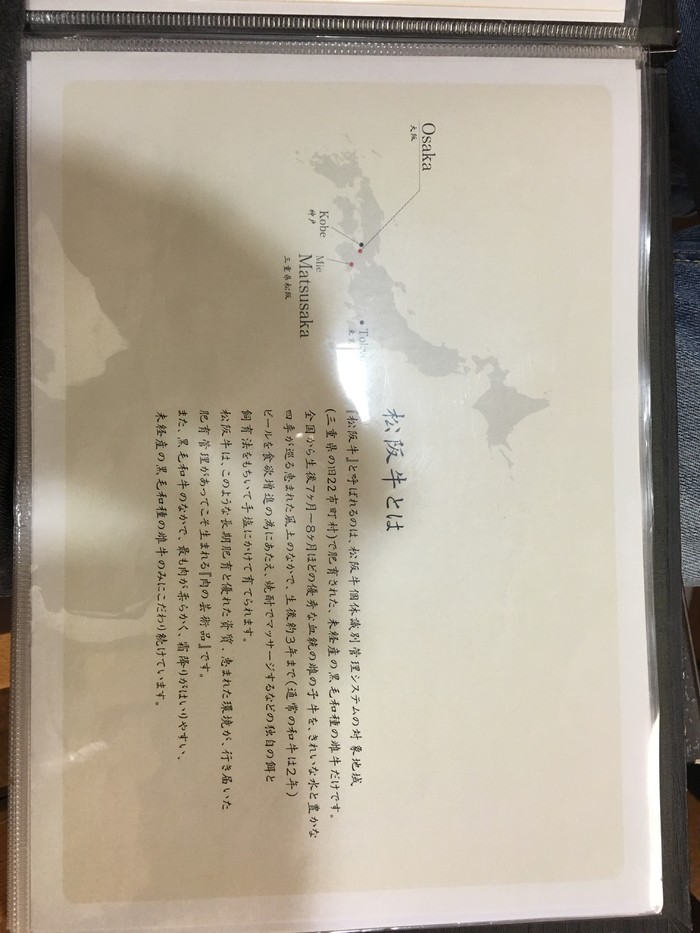 Osaka
大阪
Kobe
神戸
Mie
Matsusaka
三重県松阪
東京
松阪牛とは
『松阪牛』と呼ばれるのは、松阪牛個体識別管理システムの対象地域
(三重県の旧22市町村)で肥育された、未経産の黒毛和種の雌牛だけです。
全国から生後7ヶ月〜8ヶ月ほどの優秀な血統の雌の子牛を、きれいな水と豊かな
四季が巡る恵まれた風土のなかで、生後約3年まで(通常の和牛は2年)
ビールを食欲増進の為にあたえ、焼酎でマッサージするなどの独自の餌と
飼育法をもちいて手塩にかけて育てられます。
松阪牛は、このような長期肥育と優れた資質、恵まれた環境が、行き届いた
肥育管理があってこそ生まれる『肉の芸術品』です。
また、黒毛和牛のなかで、最も肉が柔らかく、霜降りがはいりやすい、
未経産の黒毛和種の雌牛のみにこだわり続けています。